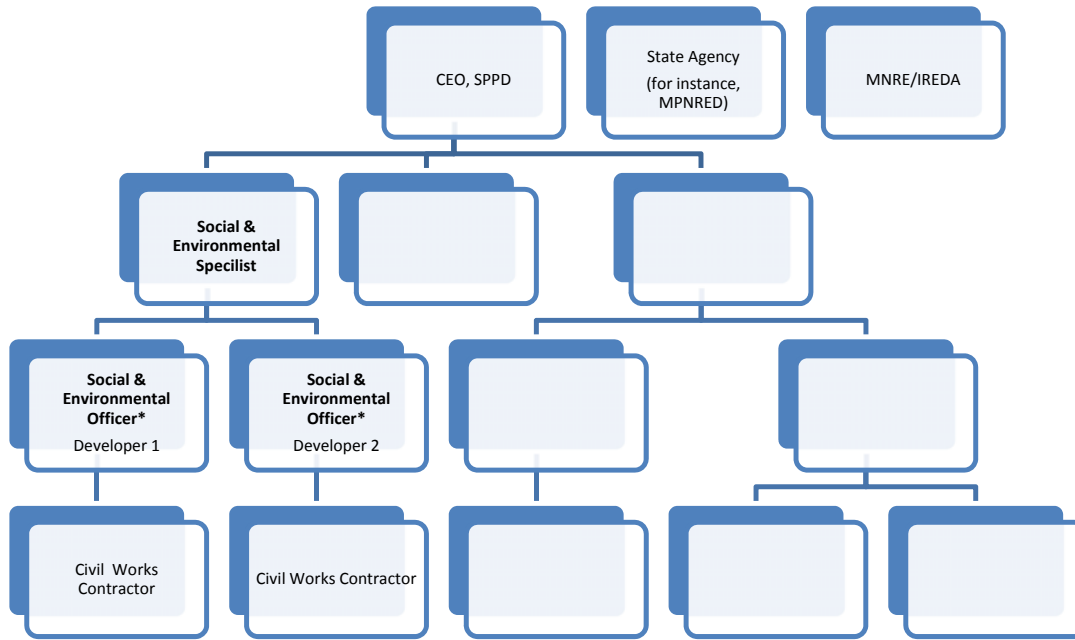 CEO, SPPD
State Agency
(for instance,
MPNRED)
MNRE/IREDA
Social &
Environmental
Specilist
Social &
Environmental
Officer*
Developer 1
Social &
Environmental
Officer*
Developer 2
Civil Works
Contractor
Civil Works Contractor